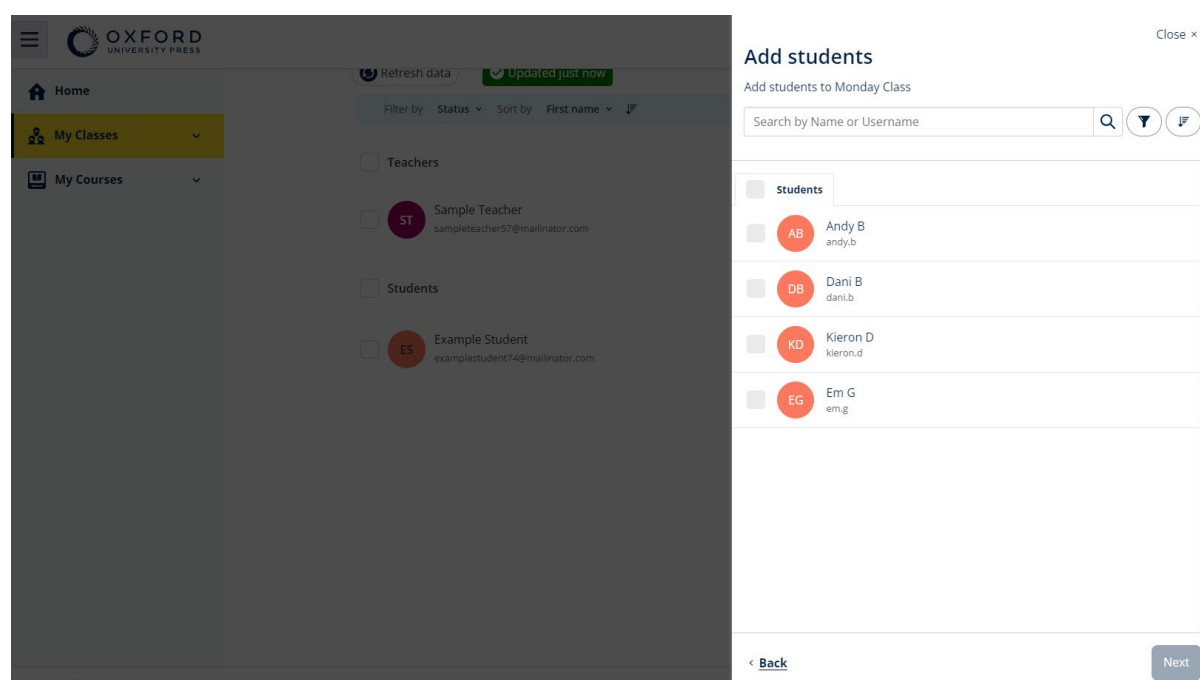 OXFORD
UNIVERSITY PRESS
Home
My Classes
My Courses
Refresh data
Updated just now
Filter by Status Sort by First name
Teachers
ST
Sample Teacher
sampleteacher57@mailinator.com
Students
ES
Example Student
examplestudent74@mailinator.com
Close ×
Add students
Add students to Monday Class
Search by Name or Username
Students
AB
Andy B
andy.b
DB
Dani B
dani.b
KD
Kieron D
kieron.d
EG
Em G
em.g
< Back
Next